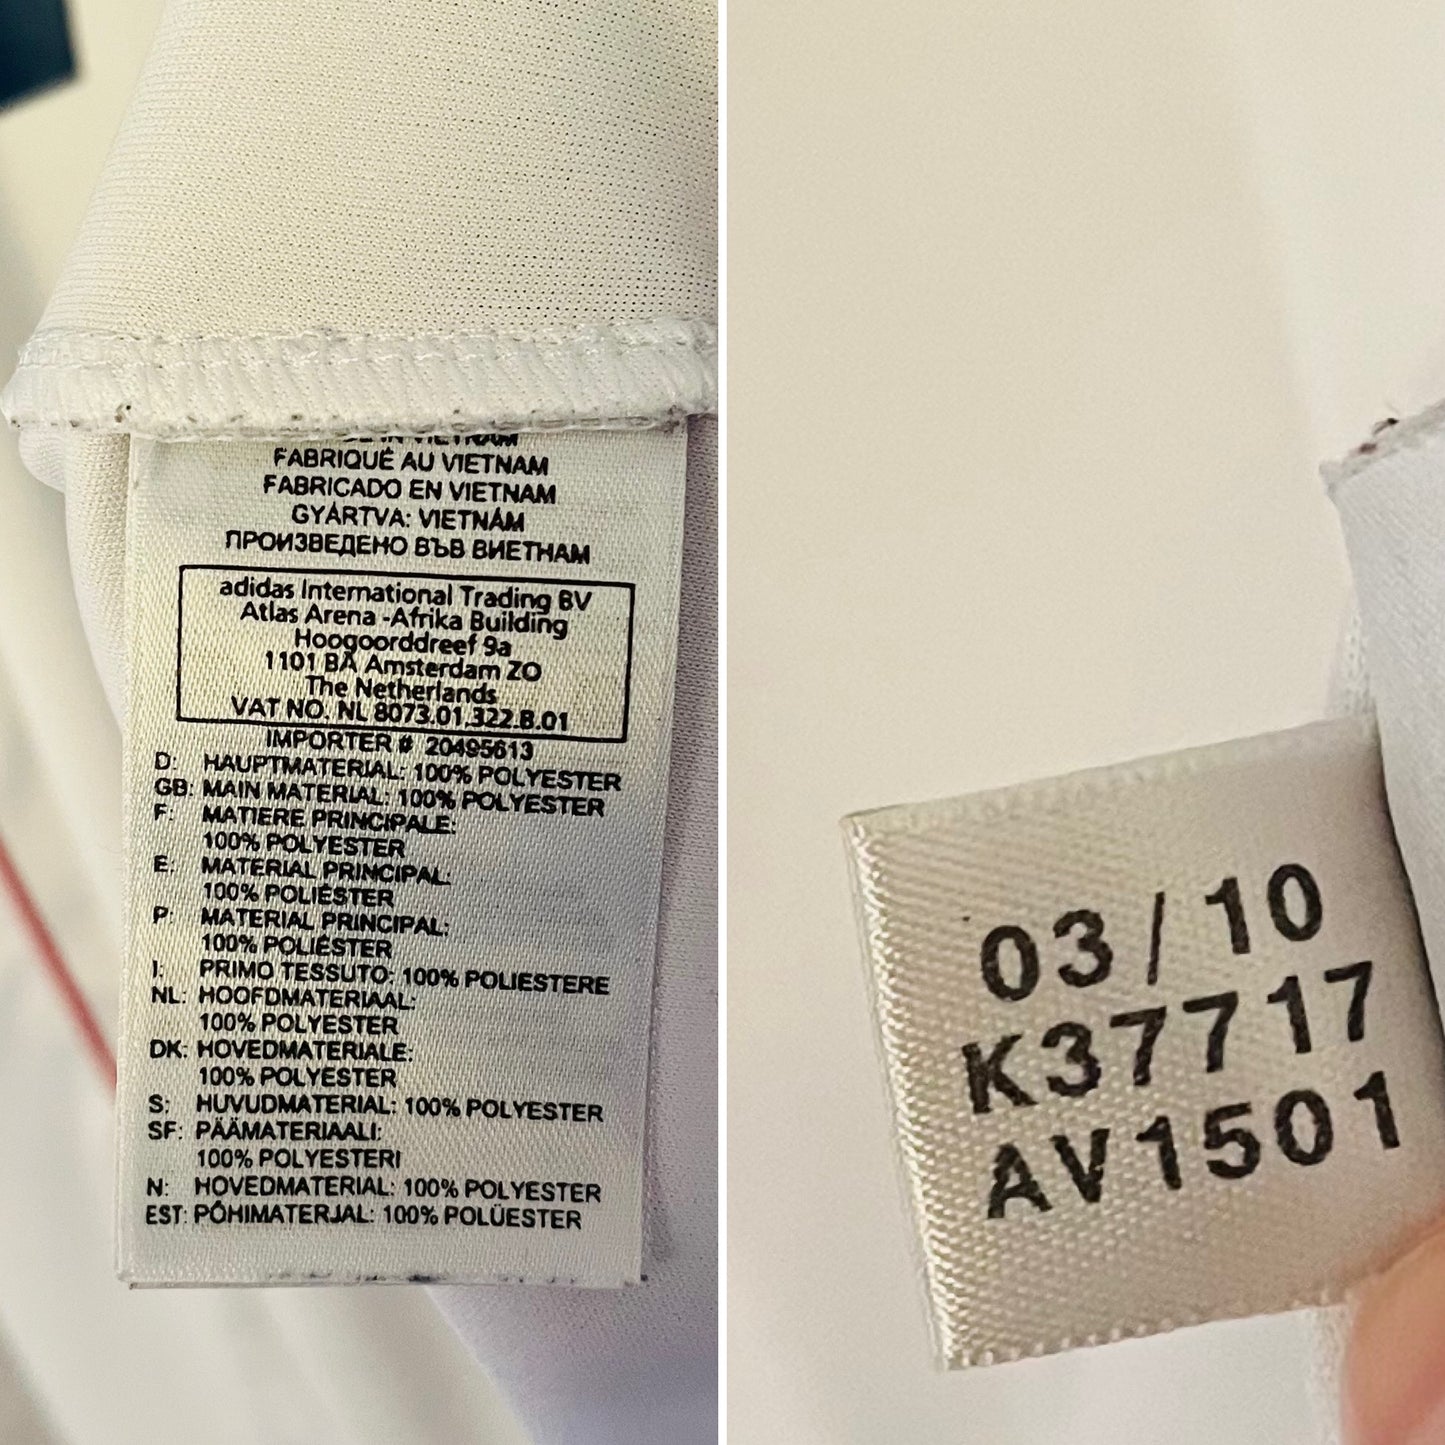 IN VIETNAM
FABRIQUÉ AU VIETNAM
FABRICADO EN VIETNAM
GYÁRTVA: VIETNÁM
ПРОИЗВЕДЕНО ВЪВ ВИЕТНАМ
adidas International Trading BV
Atlas Arena -Afrika Building
Hoogoorddreef 9a
1101 BA Amsterdam ZO
The Netherlands
VAT NO. NL 8073.01.322.B.01
IMPORTER # 20495613
D: HAUPTMATERIAL: 100% POLYESTER
GB: MAIN MATERIAL: 100% POLYESTER
F: MATIERE PRINCIPALE:
100% POLYESTER
E: MATERIAL PRINCIPAL:
100% POLIÉSTER
P: MATERIAL PRINCIPAL:
100% POLIÉSTER
I: PRIMO TESSUTO: 100% POLIESTERE
NL: HOOFDMATERIAAL:
100% POLYESTER
DK: HOVEDMATERIALE:
100% POLYESTER
S: HUVUDMATERIAL: 100% POLYESTER
SF: PÄÄMATERIAALI:
100% POLYESTERI
N: HOVEDMATERIAL: 100% POLYESTER
EST: PÕHIMATERJAL: 100% POLÜESTER
03/10
K37717
AV1501